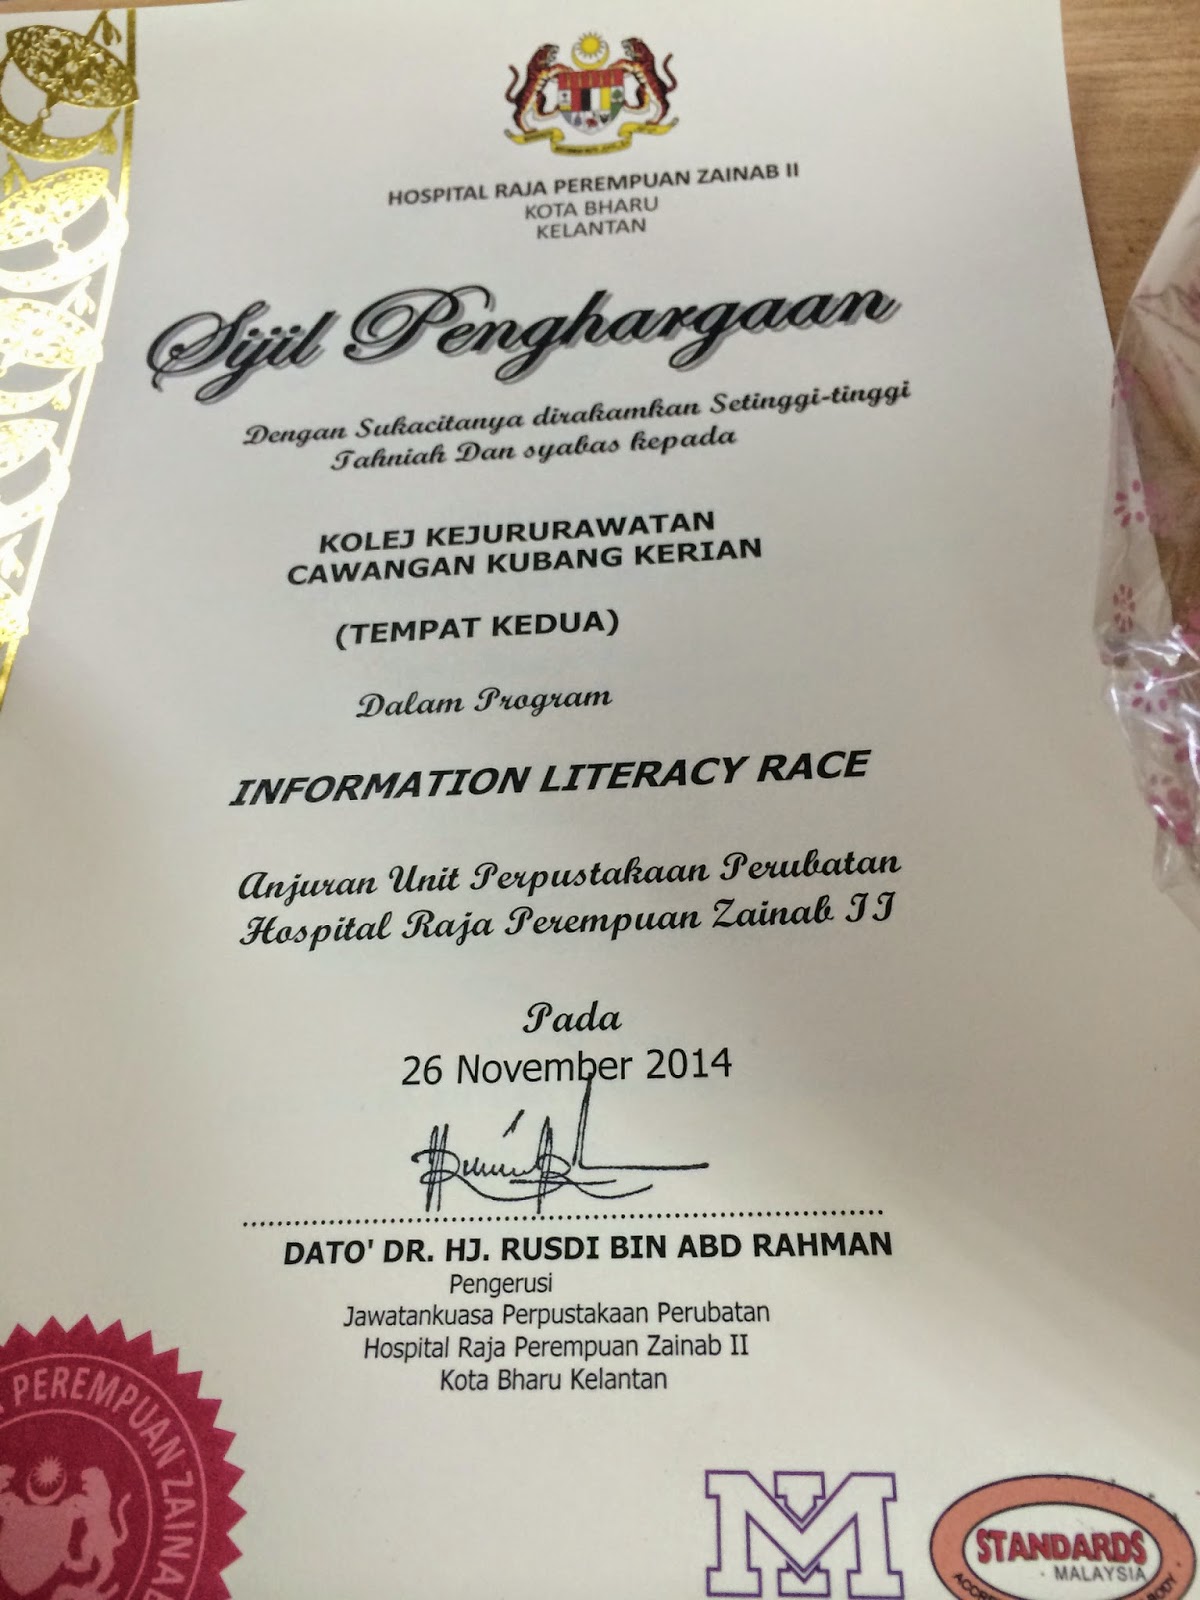 HOSPITAL RAJA PEREMPUAN ZAINAB II
KOTA BHARU
KELANTAN
Sijil Penghargaan
Dengan Sukacitanya dirakamkan Setinggi-tinggi
Tahniah Dan syabas kepada
KOLEJ KEJURURAWATAN
CAWANGAN KUBANG KERIAN
(TEMPAT KEDUA)
Dalam Program
INFORMATION LITERACY RACE
Anjuran Unit Perpustakaan Perubatan
Hospital Raja Perempuan Zainab II
Pada
26 November 2014
DATO' DR. HJ. RUSDI BIN ABD RAHMAN
Pengerusi
Jawatankuasa Perpustakaan Perubatan
Hospital Raja Perempuan Zainab II
Kota Bharu Kelantan
PEREMPUAN ZAINAB
M
STANDARDS
MALAYSIA